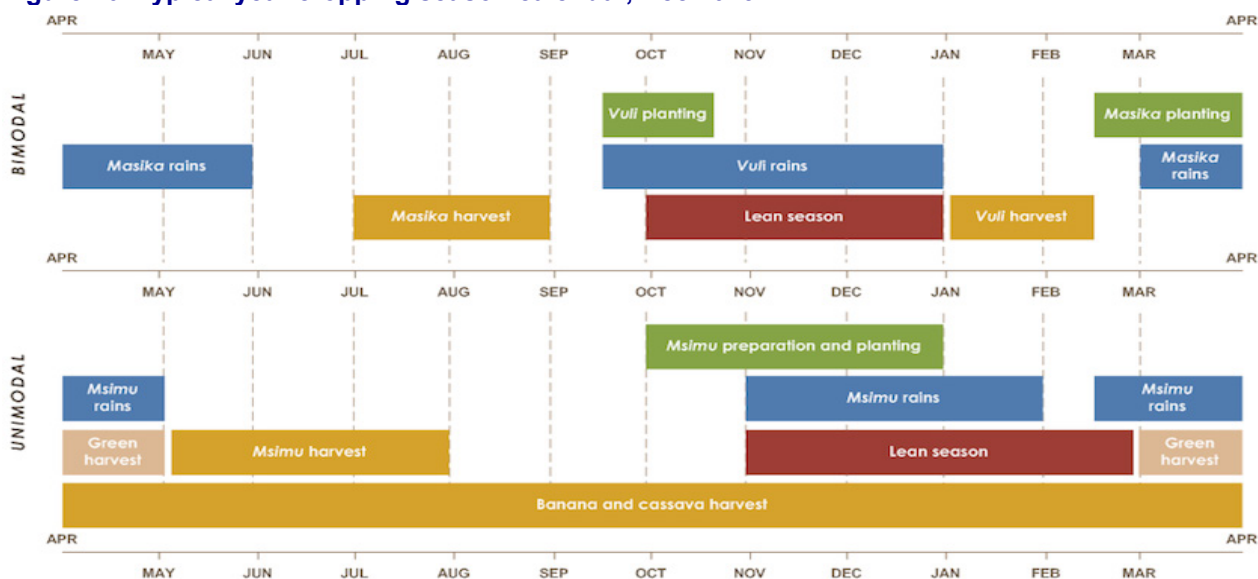 APR APR
MAY JUN JUL AUG SEP OCT NOV DEC JAN FEB MAR
BIMODAL
Vuli planting
Masika planting
Masika rains
Vuli rains
Masika
rains
Masika harvest
Lean season
Vuli harvest
APR APR
MAY JUN JUL AUG SEP OCT NOV DEC JAN FEB MAR
UNIMODAL
Msimu preparation and planting
Msimu
rains
Msimu rains
Msimu
rains
Green
harvest
Msimu harvest
Lean season
Green
harvest
Banana and cassava harvest
APR APR
MAY JUN JUL AUG SEP OCT NOV DEC JAN FEB MAR